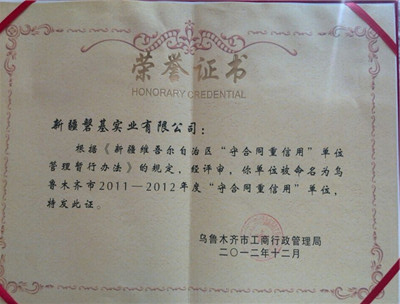 荣誉证书
HONORARY CREDENTIAL
新疆磐基实业有限公司：
根据《新疆维吾尔自治区“守合同重信用”单位
管理暂行办法》的规定，经评审，你单位被命名为乌
鲁木齐市2011—2012年度“守合同重信用”单位，
特发此证。
乌鲁木齐市工商行政管理局
二〇一二年十二月